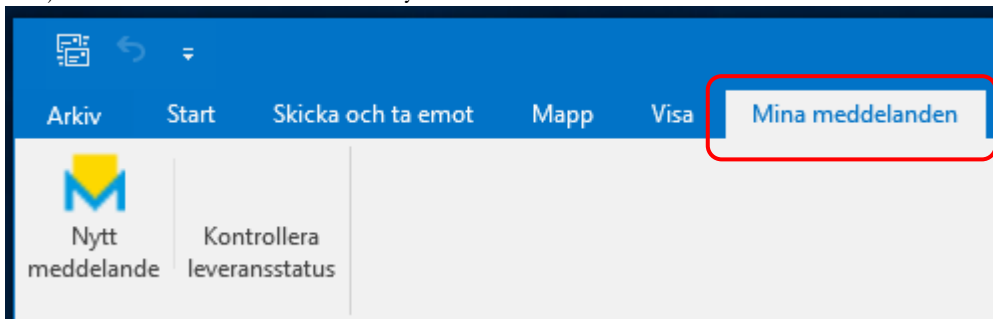 Arkiv Start Skicka och ta emot Mapp Visa Mina meddelanden
Nytt meddelande
Kontrollera leveransstatus